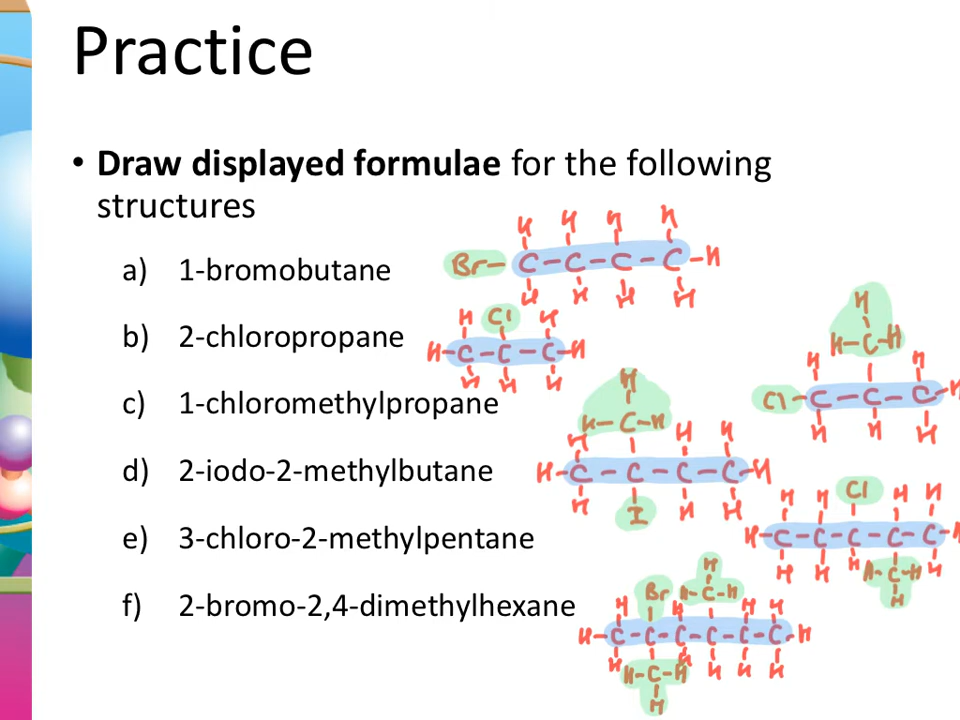 Practice
• Draw displayed formulae for the following
structures
a) 1-bromobutane
b) 2-chloropropane
c) 1-chloromethylpropane
d) 2-iodo-2-methylbutane
e) 3-chloro-2-methylpentane
f) 2-bromo-2,4-dimethylhexane
H H H H
Br-C-C-C-C-H
H H H H
H Cl H
H-C-C-C-H
H H H
H
H-C-H
H H
Cl-C-C-C-H
H H H
H
H-C-H
H H H
H-C-C-C-C-H
H I H H
H H Cl H H
H-C-C-C-C-C-H
H H H H
H-C-H
H
H
Br H-C-H
H H H H
H-C-C-C-C-C-C-H
H H H H H
H-C-H
H